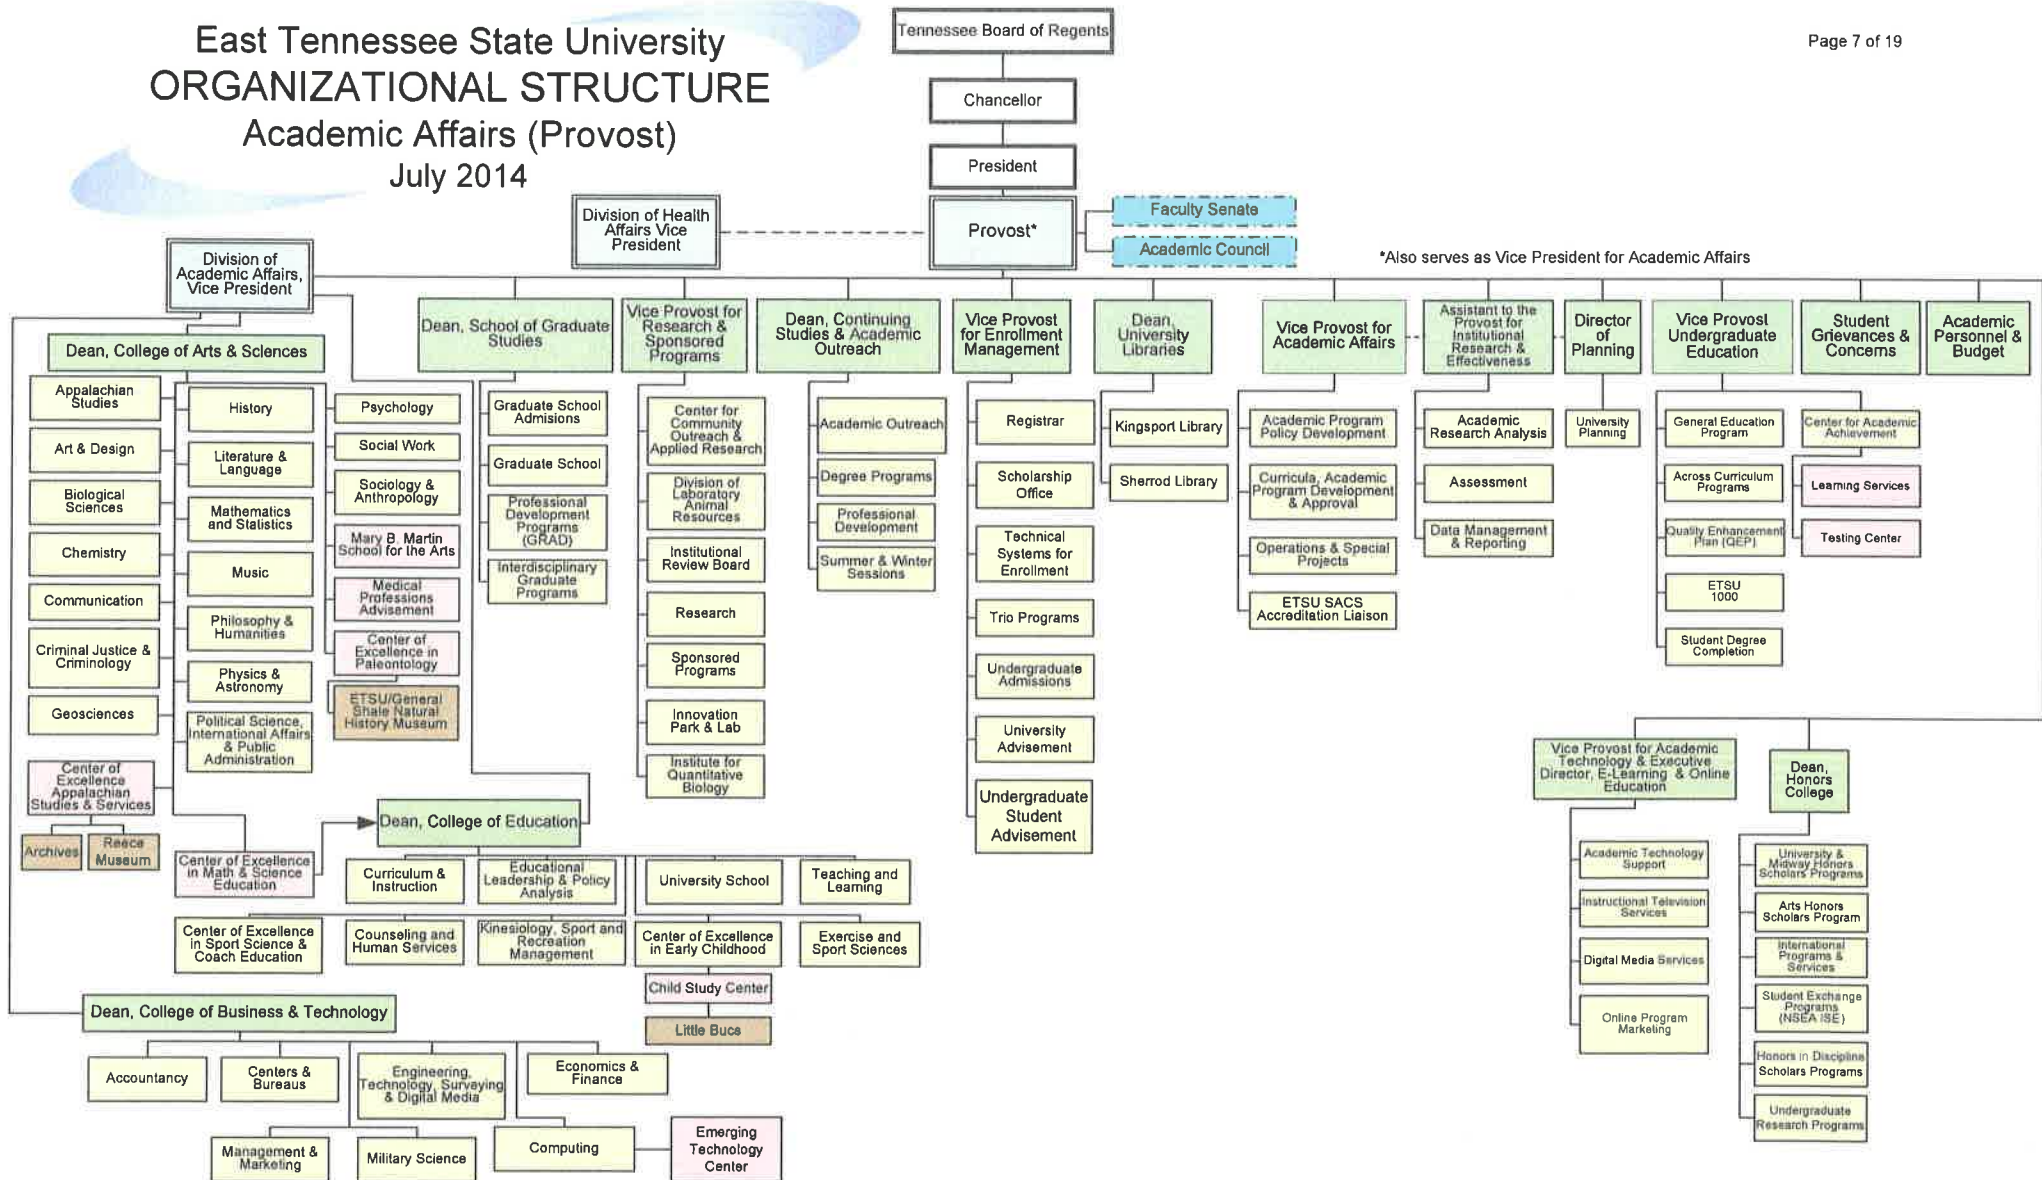 East Tennessee State University
ORGANIZATIONAL STRUCTURE
Academic Affairs (Provost)
July 2014
Page 7 of 19
Tennessee Board of Regents
Chancellor
President
Division of Health
Affairs Vice
President
Provost*
Faculty Senate
Academic Council
*Also serves as Vice President for Academic Affairs
Division of
Academic Affairs,
Vice President
Dean, School of Graduate
Studies
Vice Provost for
Research &
Sponsored
Programs
Dean, Continuing
Studies & Academic
Outreach
Vice Provost
for Enrollment
Management
Dean,
University
Libraries
Vice Provost for
Academic Affairs
Assistant to the
Provost for
Institutional
Research &
Effectiveness
Director
of
Planning
Vice Provost
Undergraduate
Education
Student
Grievances &
Concerns
Academic
Personnel &
Budget
Dean, College of Arts & Sciences
Appalachian
Studies
Art & Design
Biological
Sciences
Chemistry
Communication
Criminal Justice &
Criminology
Geosciences
Center of
Excellence
Appalachian
Studies & Services
Archives
Reece
Museum
History
Literature &
Language
Mathematics
and Statistics
Music
Philosophy &
Humanities
Physics &
Astronomy
Political Science,
International Affairs
& Public
Administration
Center of Excellence
in Math & Science
Education
Psychology
Social Work
Sociology &
Anthropology
Mary B. Martin
School for the Arts
Medical
Professions
Advisement
Center of
Excellence in
Paleontology
ETSU/General
Shale Natural
History Museum
Graduate School
Admisions
Graduate School
Professional
Development
Programs
(GRAD)
Interdisciplinary
Graduate
Programs
Center for
Community
Outreach &
Applied Research
Division of
Laboratory
Animal
Resources
Institutional
Review Board
Research
Sponsored
Programs
Innovation
Park & Lab
Institute for
Quantitative
Biology
Academic Outreach
Degree Programs
Professional
Development
Summer & Winter
Sessions
Registrar
Scholarship
Office
Technical
Systems for
Enrollment
Trio Programs
Undergraduate
Admissions
University
Advisement
Undergraduate
Student
Advisement
Kingsport Library
Sherrod Library
Academic Program
Policy Development
Curricula, Academic
Program Development
& Approval
Operations & Special
Projects
ETSU SACS
Accreditation Liaison
Academic
Research Analysis
Assessment
Data Management
& Reporting
University
Planning
General Education
Program
Across Curriculum
Programs
Quality Enhancement
Plan (QEP)
ETSU
1000
Student Degree
Completion
Center for Academic
Achievement
Learning Services
Testing Center
Vice Provost for Academic
Technology & Executive
Director, E-Learning & Online
Education
Dean,
Honors
College
Academic Technology
Support
Instructional Television
Services
Digital Media Services
Online Program
Marketing
University &
Midway Honors
Scholars Programs
Arts Honors
Scholars Program
International
Programs &
Services
Student Exchange
Programs
(NSEA ISE)
Honors in Discipline
Scholars Programs
Undergraduate
Research Programs
Dean, College of Education
Curriculum &
Instruction
Educational
Leadership & Policy
Analysis
University School
Teaching and
Learning
Center of Excellence
in Sport Science &
Coach Education
Counseling and
Human Services
Kinesiology, Sport and
Recreation
Management
Center of Excellence
in Early Childhood
Exercise and
Sport Sciences
Child Study Center
Little Bucs
Dean, College of Business & Technology
Accountancy
Centers &
Bureaus
Engineering,
Technology, Surveying
& Digital Media
Economics &
Finance
Management &
Marketing
Military Science
Computing
Emerging
Technology
Center